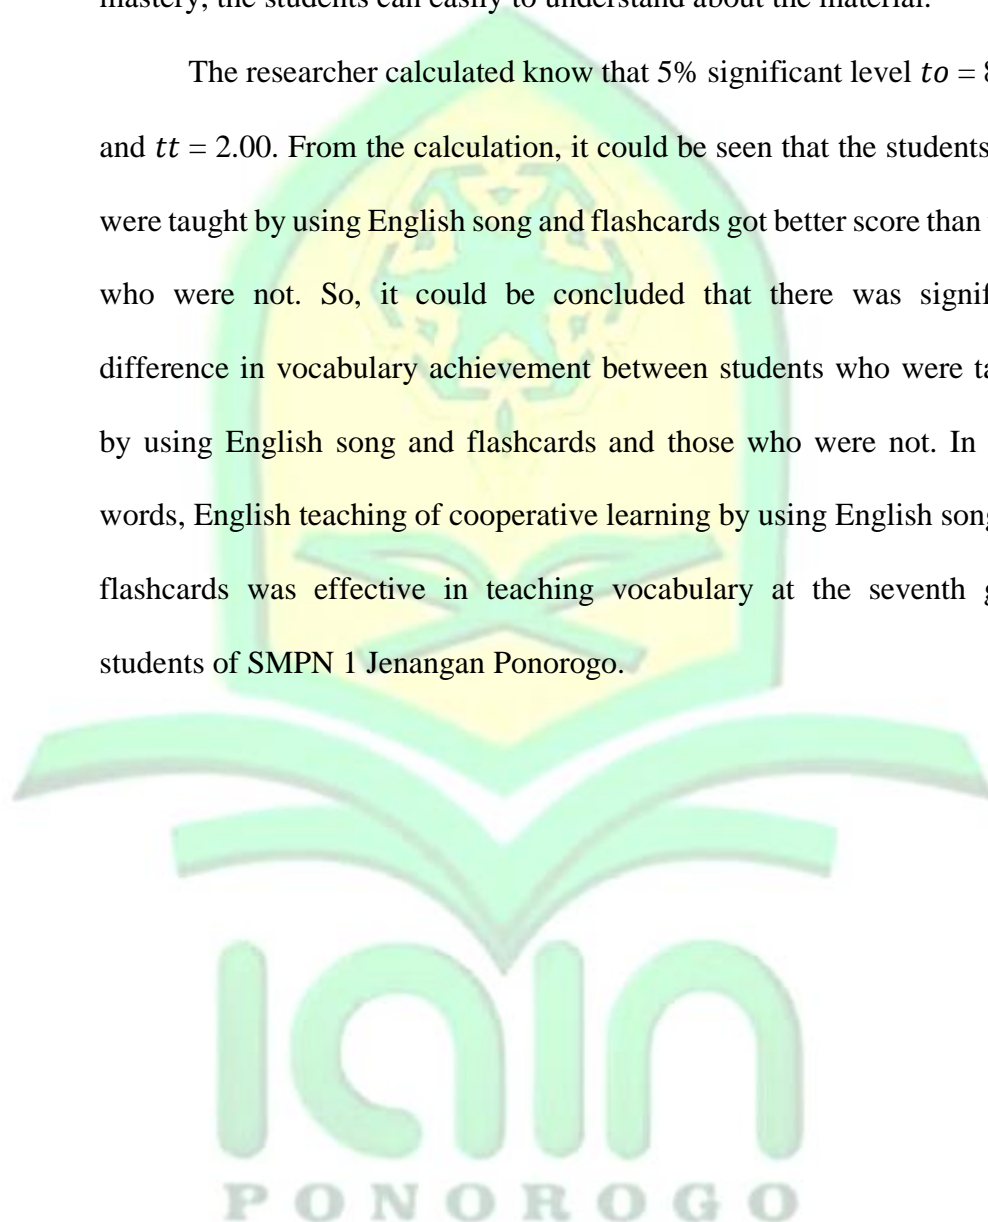 mastery, the students can easily to understand about the material.
The researcher calculated know that 5% significant level to =
and tt = 2.00. From the calculation, it could be seen that the students
were taught by using English song and flashcards got better score than
who were not. So, it could be concluded that there was signif
difference in vocabulary achievement between students who were ta
by using English song and flashcards and those who were not. In
words, English teaching of cooperative learning by using English song
flashcards was effective in teaching vocabulary at the seventh g
students of SMPN 1 Jenangan Ponorogo.
iain
PONOROGO